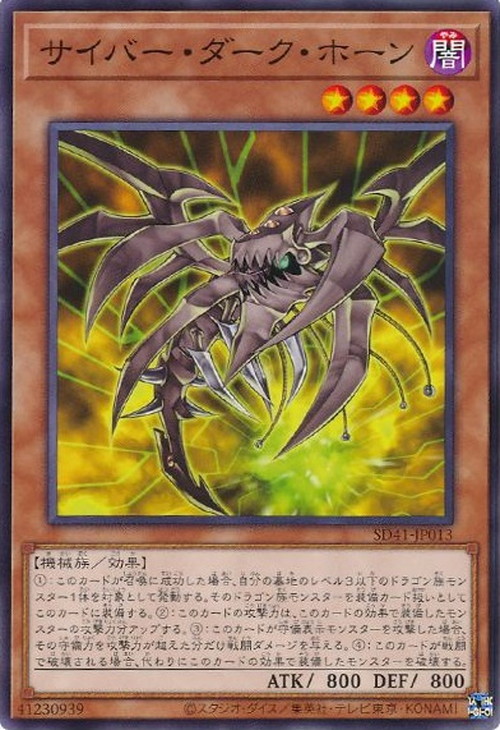 サイバー・ダーク・ホーン
闇
SD41-JP013
【機械族／効果】
①：このカードが召喚に成功した場合、自分の墓地のレベル3以下のドラゴン族モン
スター1体を対象として発動する。そのドラゴン族モンスターを装備カード扱いとして
このカードに装備する。②：このカードの攻撃力は、このカードの効果で装備したモン
スターの攻撃力分アップする。③：このカードが守備表示モンスターを攻撃した場合、
その守備力を攻撃力が超えた分だけ戦闘ダメージを与える。④：このカードが戦闘
で破壊される場合、代わりにこのカードの効果で装備したモンスターを破壊する。
ATK/ 800 DEF/ 800
41230939
©スタジオ・ダイス／集英社・テレビ東京・KONAMI